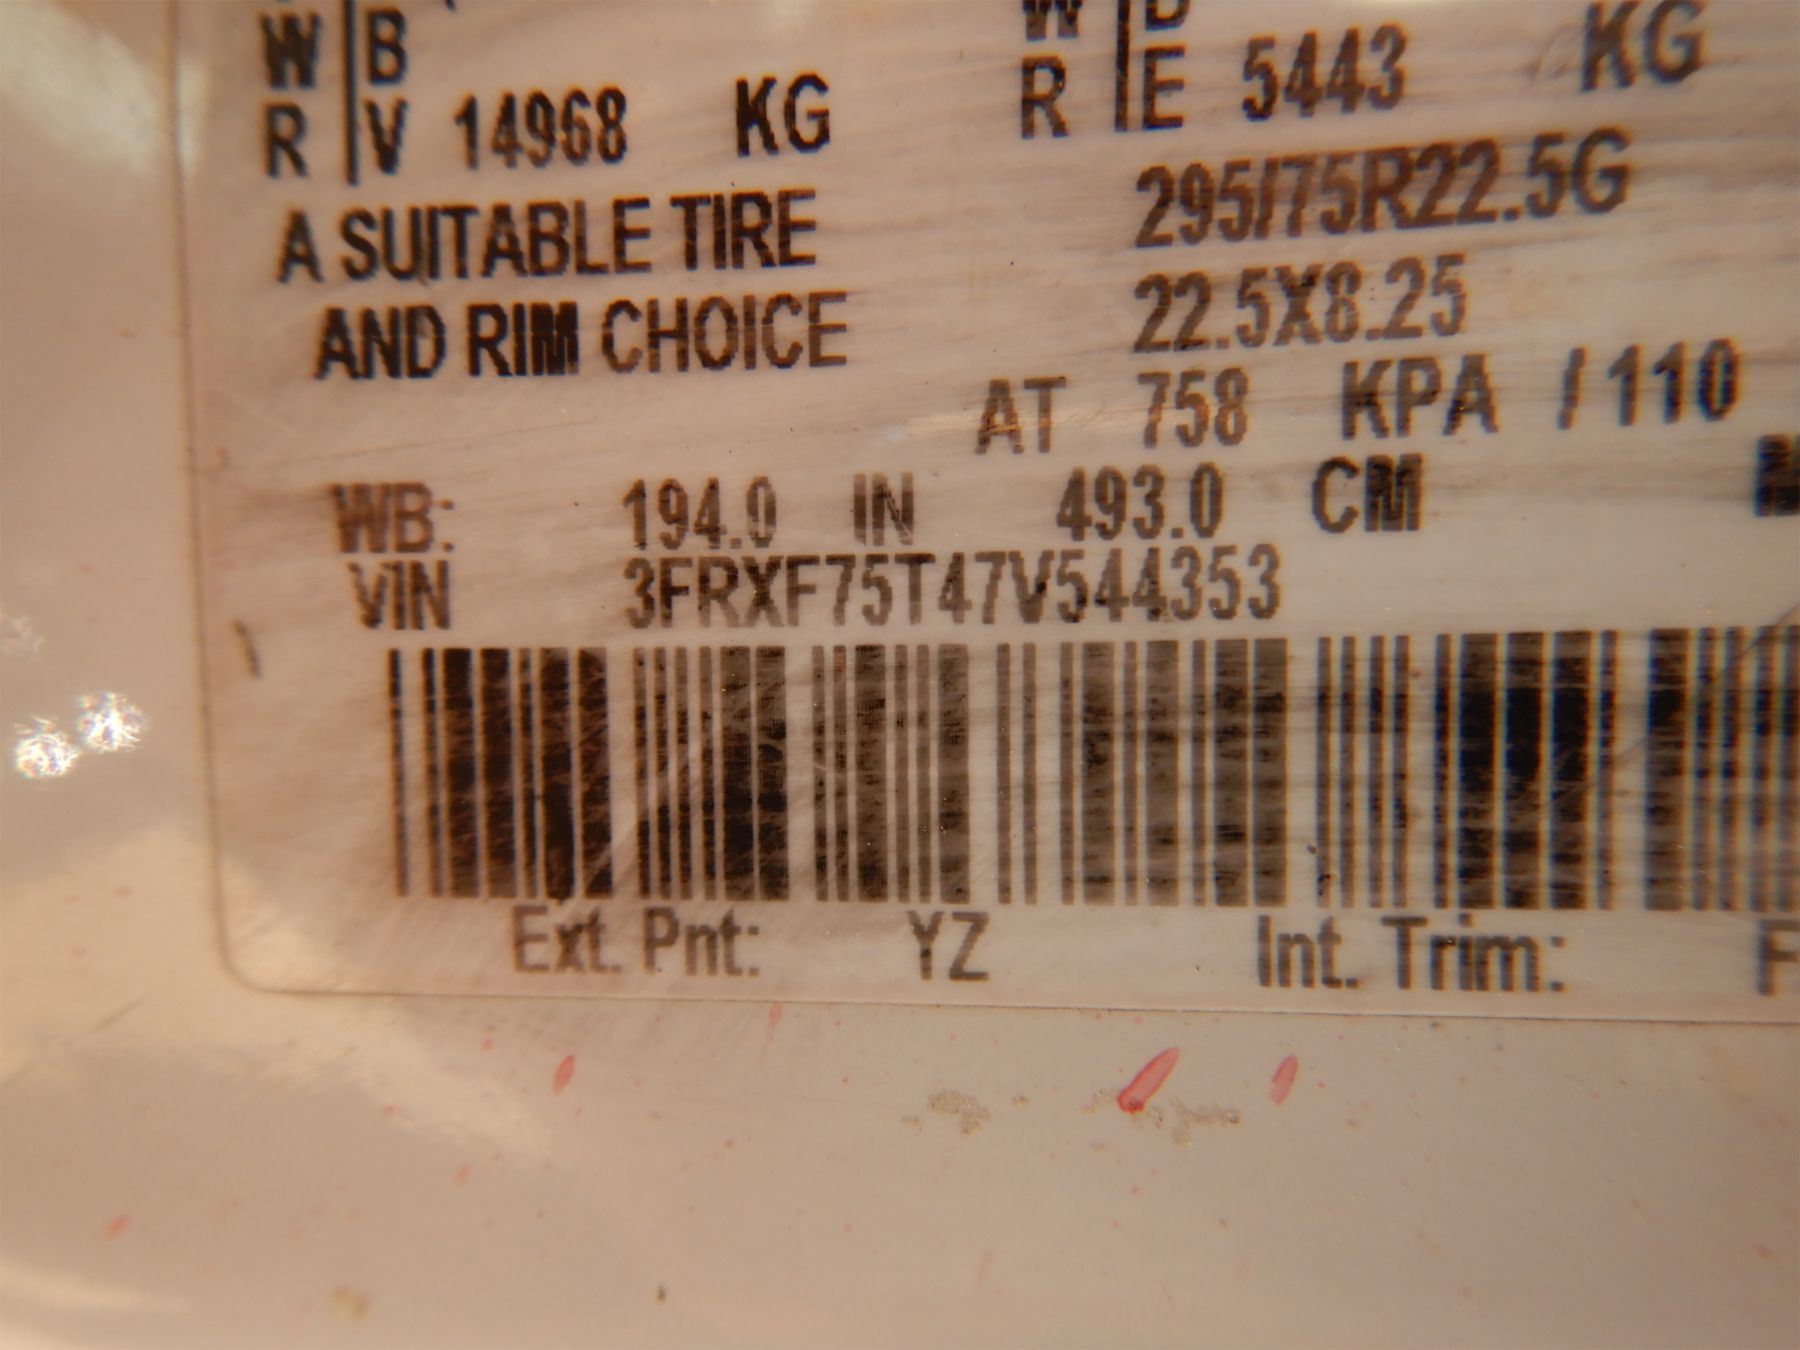 W B W
R V 14968 KG R E 5443 KG
A SUITABLE TIRE 295/75R22.5G
AND RIM CHOICE 22.5X8.25
AT 758 KPA / 110
WB: 194.0 IN 493.0 CM
VIN 3FRXF75T47V544353
Ext. Pnt: YZ Int. Trim: F